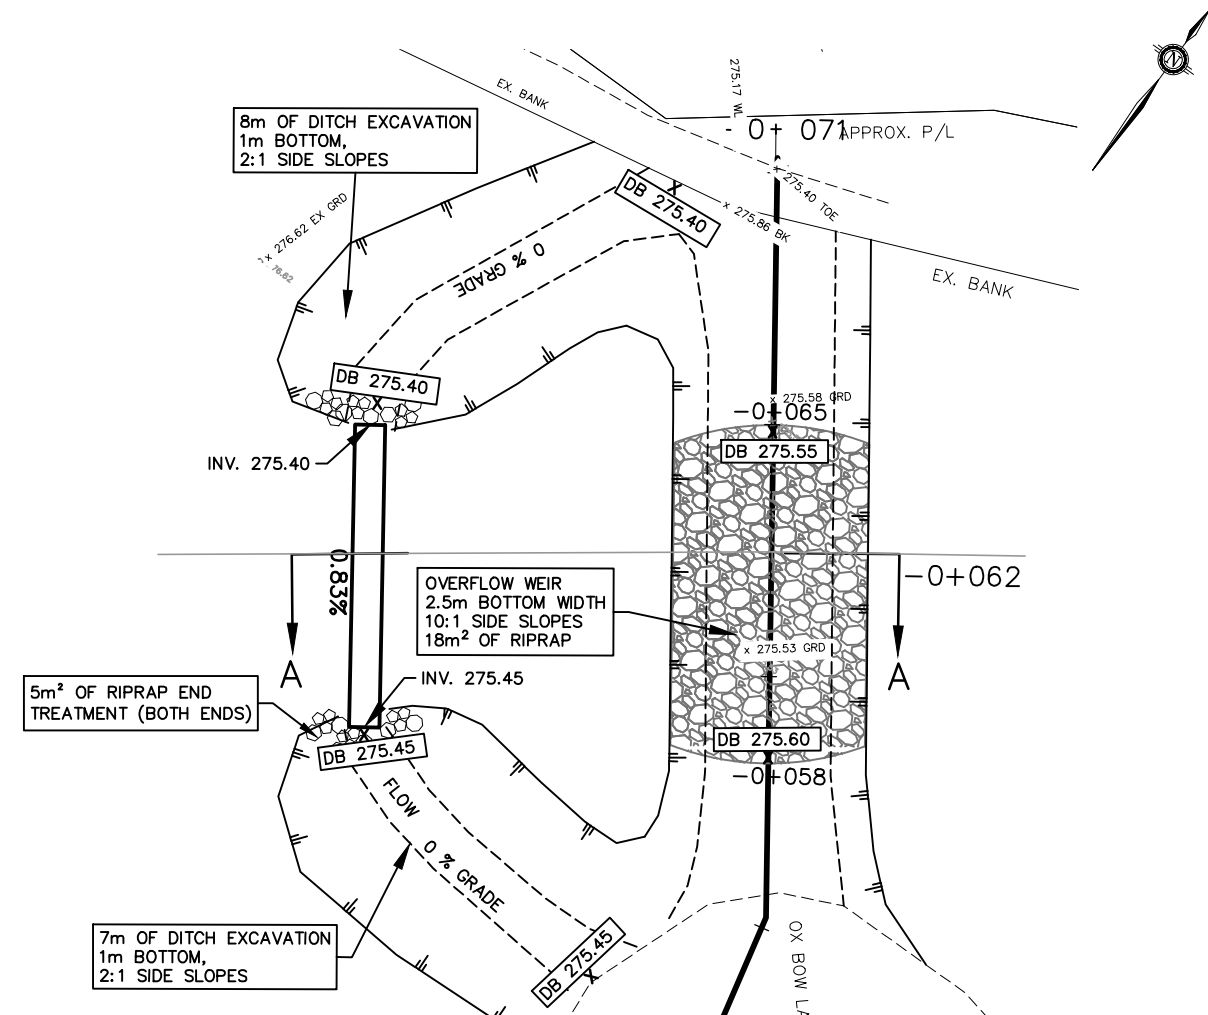 EX. BANK
275.17 WL
N
8m OF DITCH EXCAVATION
1m BOTTOM,
2:1 SIDE SLOPES
- 0+ 071
APPROX. P/L
x 275.40 TOE
DB 275.40
x 276.62 EX GRD
x 275.86 BK
0 % GRADE
EX. BANK
DB 275.40
x 275.58 GRD
-0+065
DB 275.55
INV. 275.40
0.83%
OVERFLOW WEIR
2.5m BOTTOM WIDTH
10:1 SIDE SLOPES
18m² OF RIPRAP
-0+062
x 275.53 GRD
A
A
INV. 275.45
5m² OF RIPRAP END
TREATMENT (BOTH ENDS)
DB 275.45
DB 275.60
-0+058
FLOW
0 % GRADE
7m OF DITCH EXCAVATION
1m BOTTOM,
2:1 SIDE SLOPES
DB 275.45
OX BOW LA